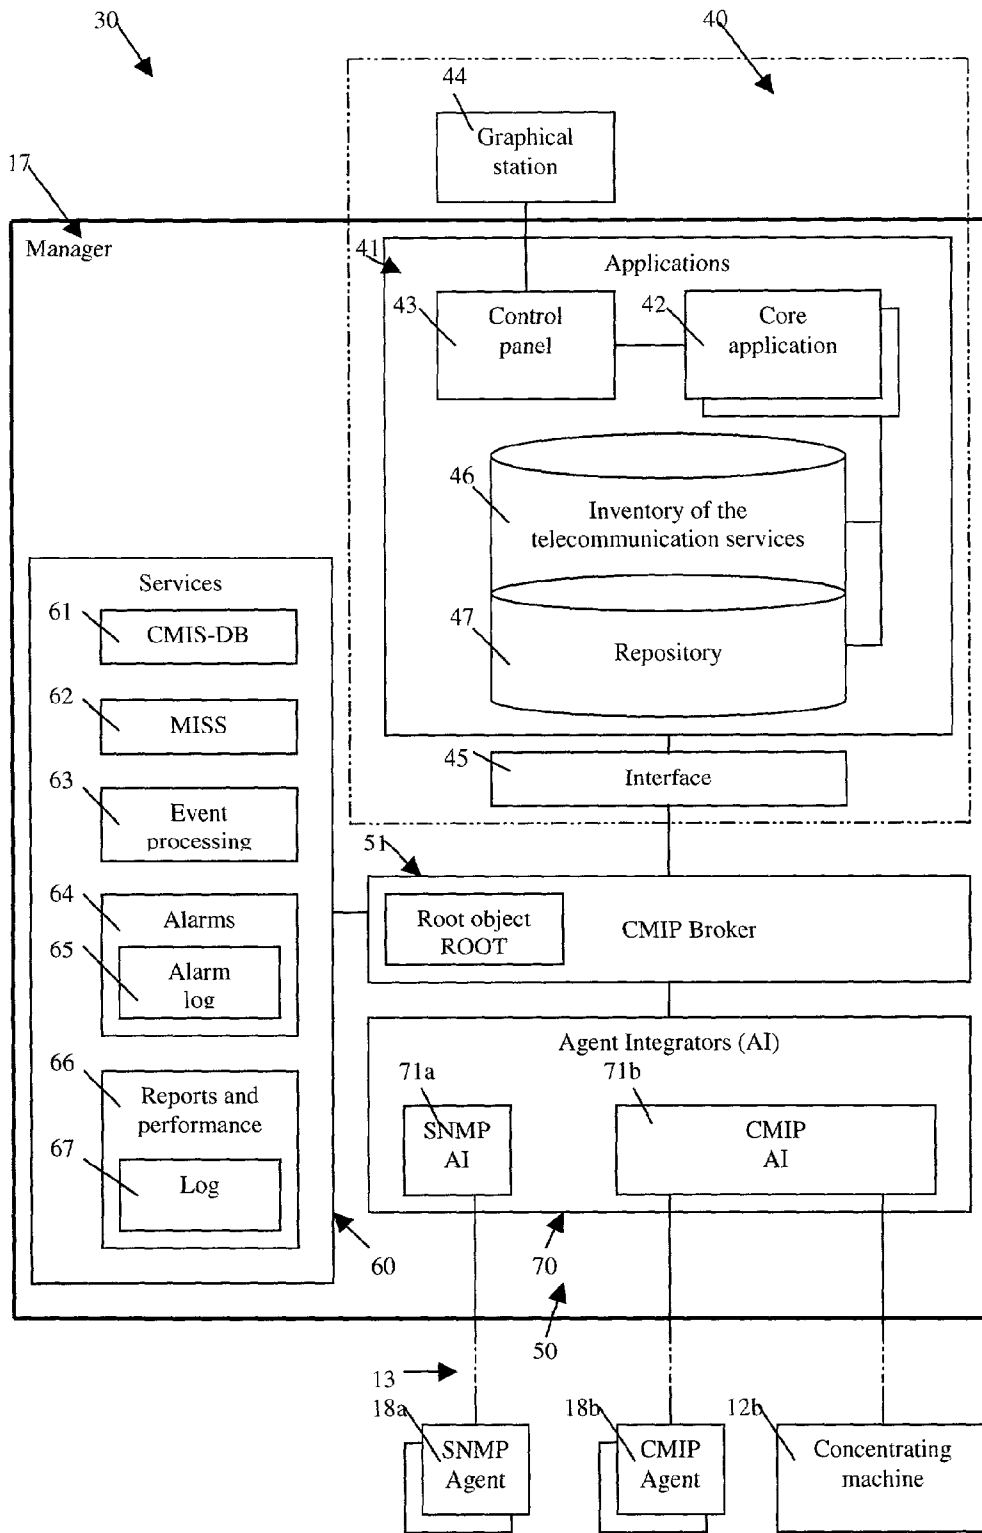 30
40
44
Graphical
station
17
Manager
41
Applications
43
Control
panel
42
Core
application
46
Inventory of the
telecommunication services
47
Repository
45
Interface
Services
61
CMIS-DB
62
MISS
63
Event
processing
64
Alarms
65
Alarm
log
66
Reports and
performance
67
Log
60
51
Root object
ROOT
CMIP Broker
Agent Integrators (AI)
71a
SNMP
AI
71b
CMIP
AI
70
50
13
18a
SNMP
Agent
18b
CMIP
Agent
12b
Concentrating
machine